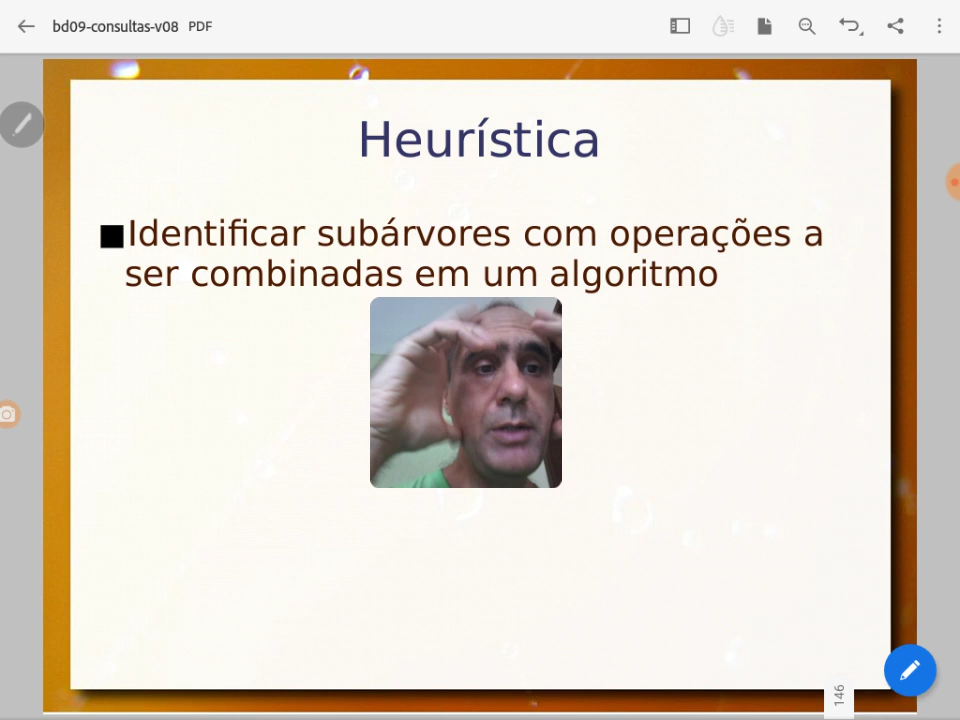 bd09-consultas-v08 PDF
Heurística
Identificar subárvores com operações a
ser combinadas em um algoritmo
146